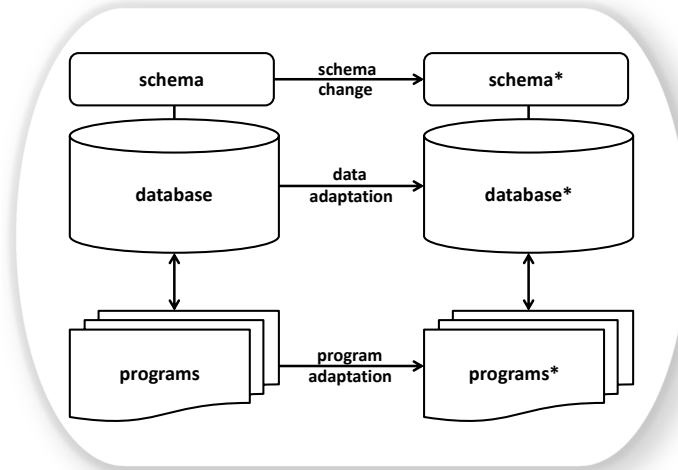 schema
schema
change
schema*
database
data
adaptation
database*
programs
program
adaptation
programs*